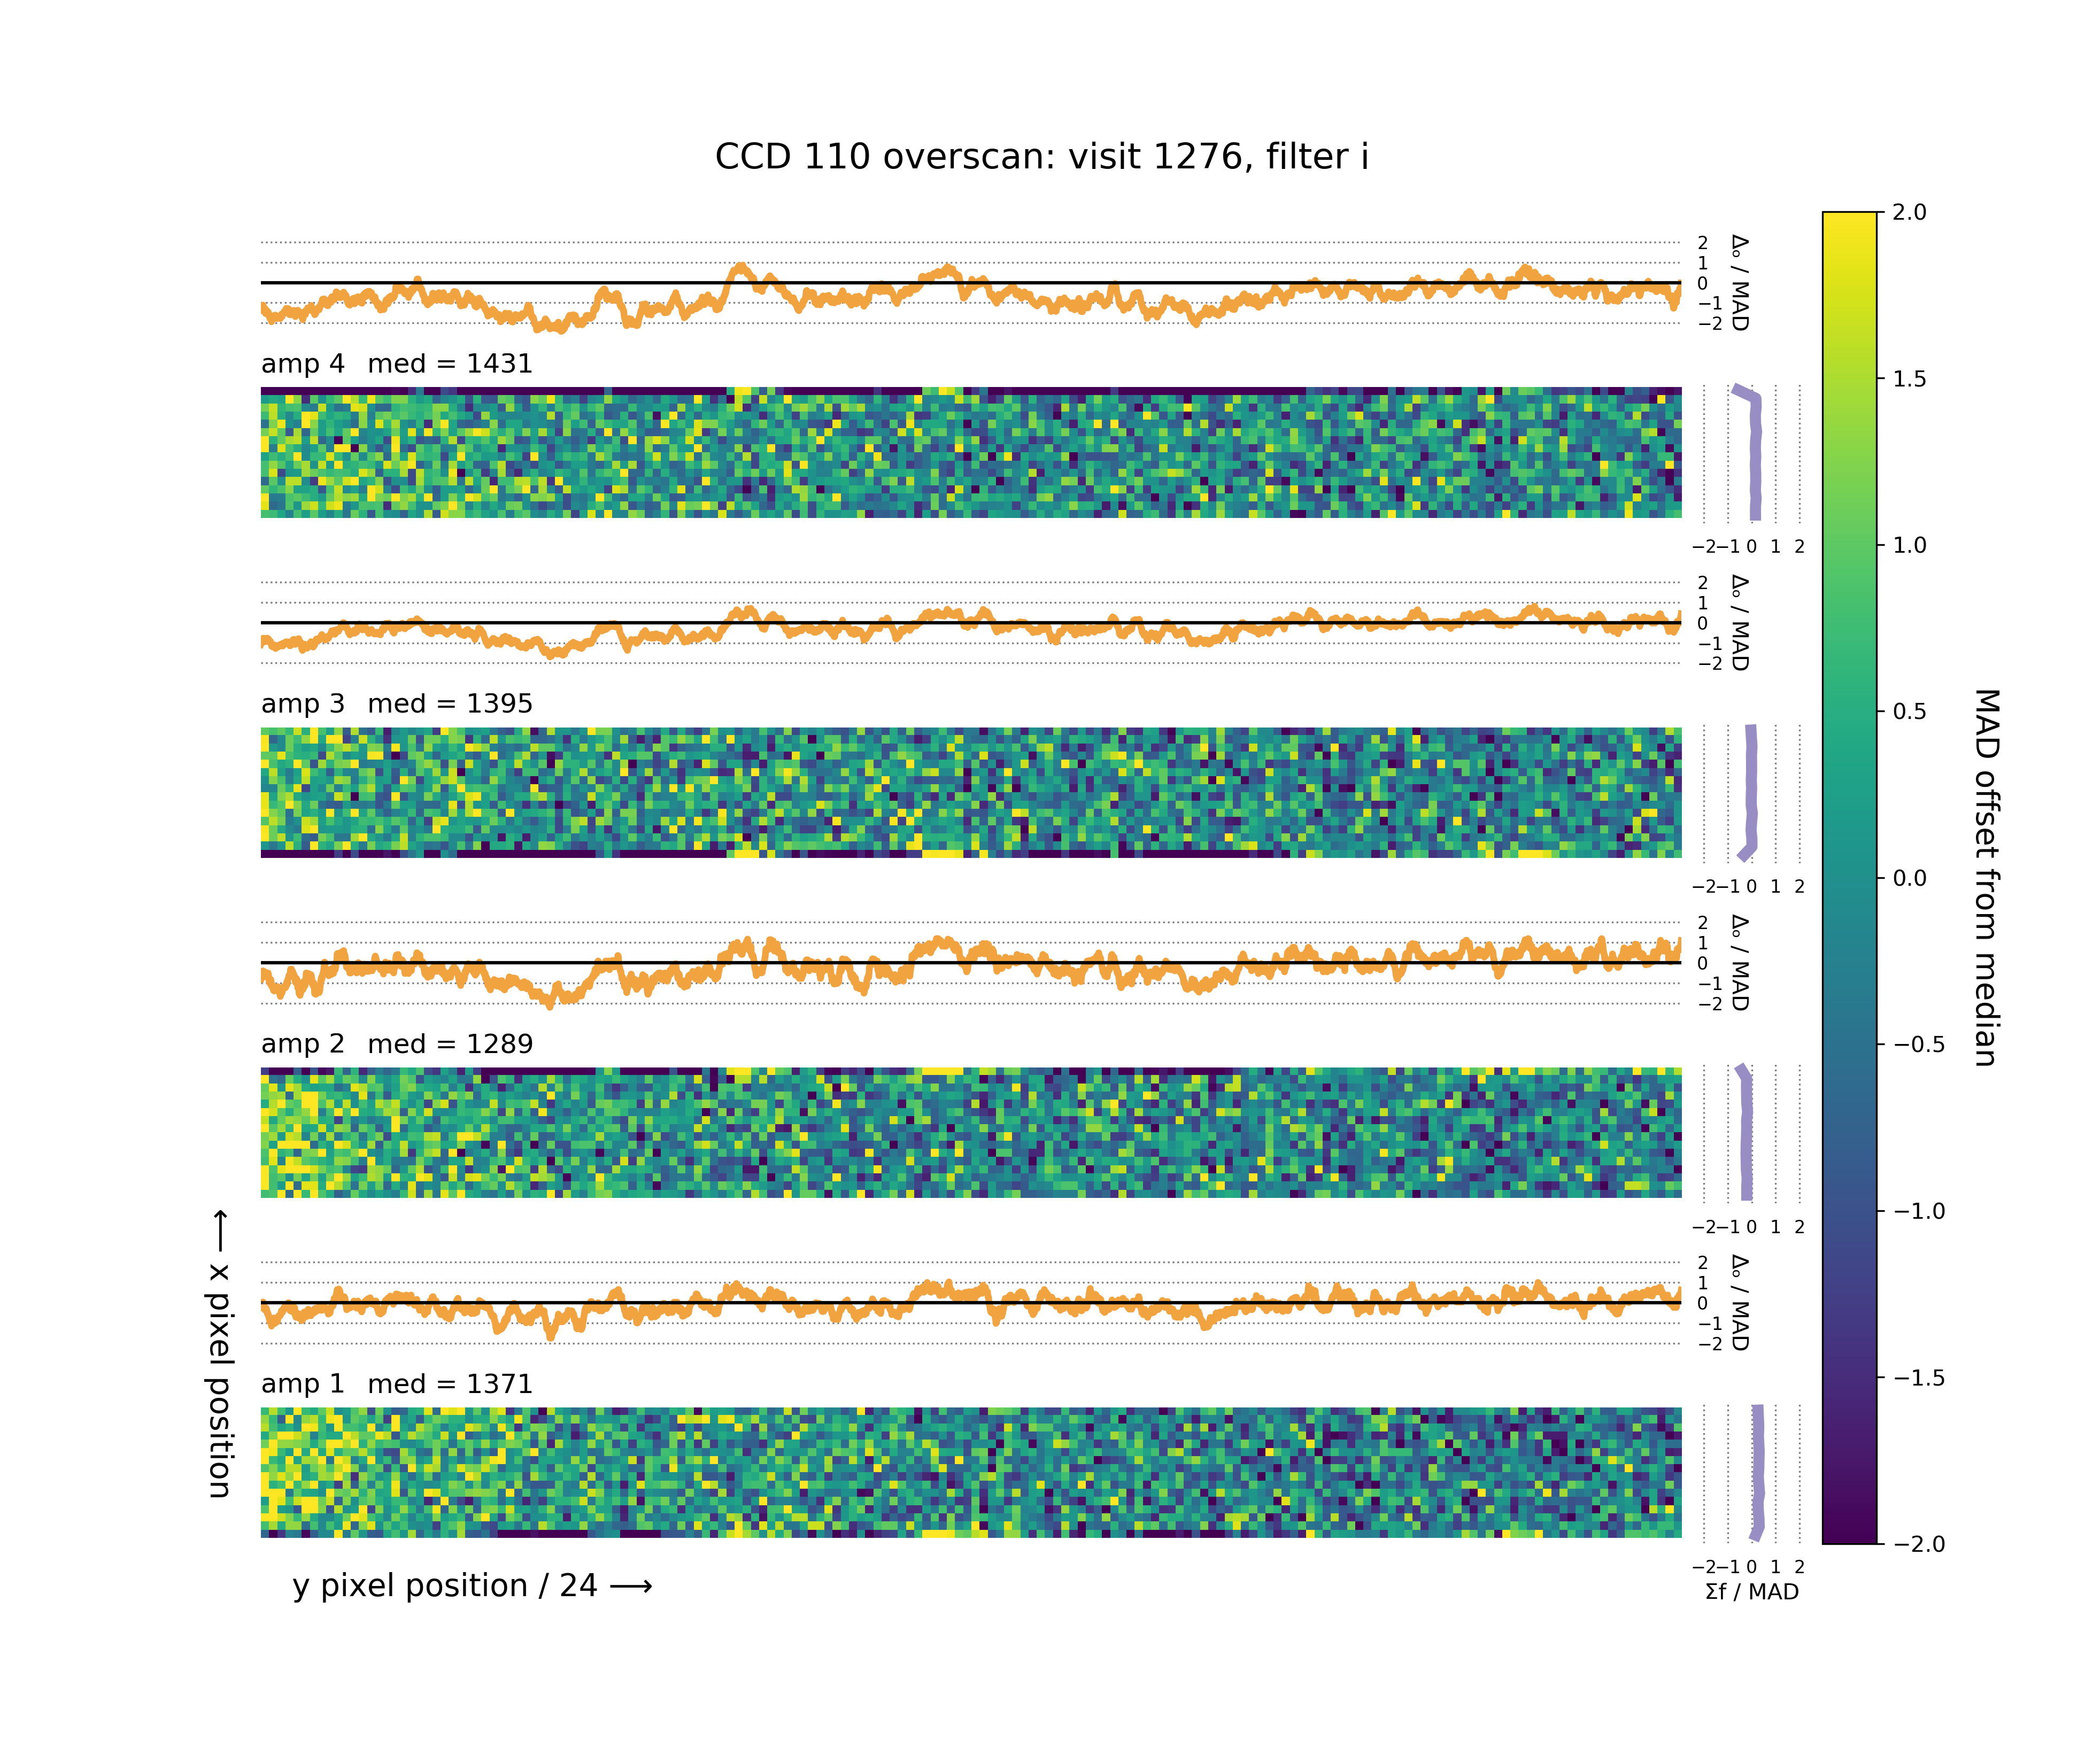 CCD 110 overscan: visit 1276, filter i
2
1
0
−1
−2
Δₒ / MAD
amp 4 med = 1431
−2 −1 0 1 2
2
1
0
−1
−2
Δₒ / MAD
amp 3 med = 1395
−2 −1 0 1 2
2
1
0
−1
−2
Δₒ / MAD
amp 2 med = 1289
−2 −1 0 1 2
2
1
0
−1
−2
Δₒ / MAD
amp 1 med = 1371
−2 −1 0 1 2
Σf / MAD
⟵ x pixel position
y pixel position / 24 ⟶
2.0
1.5
1.0
0.5
0.0
−0.5
−1.0
−1.5
−2.0
MAD offset from median